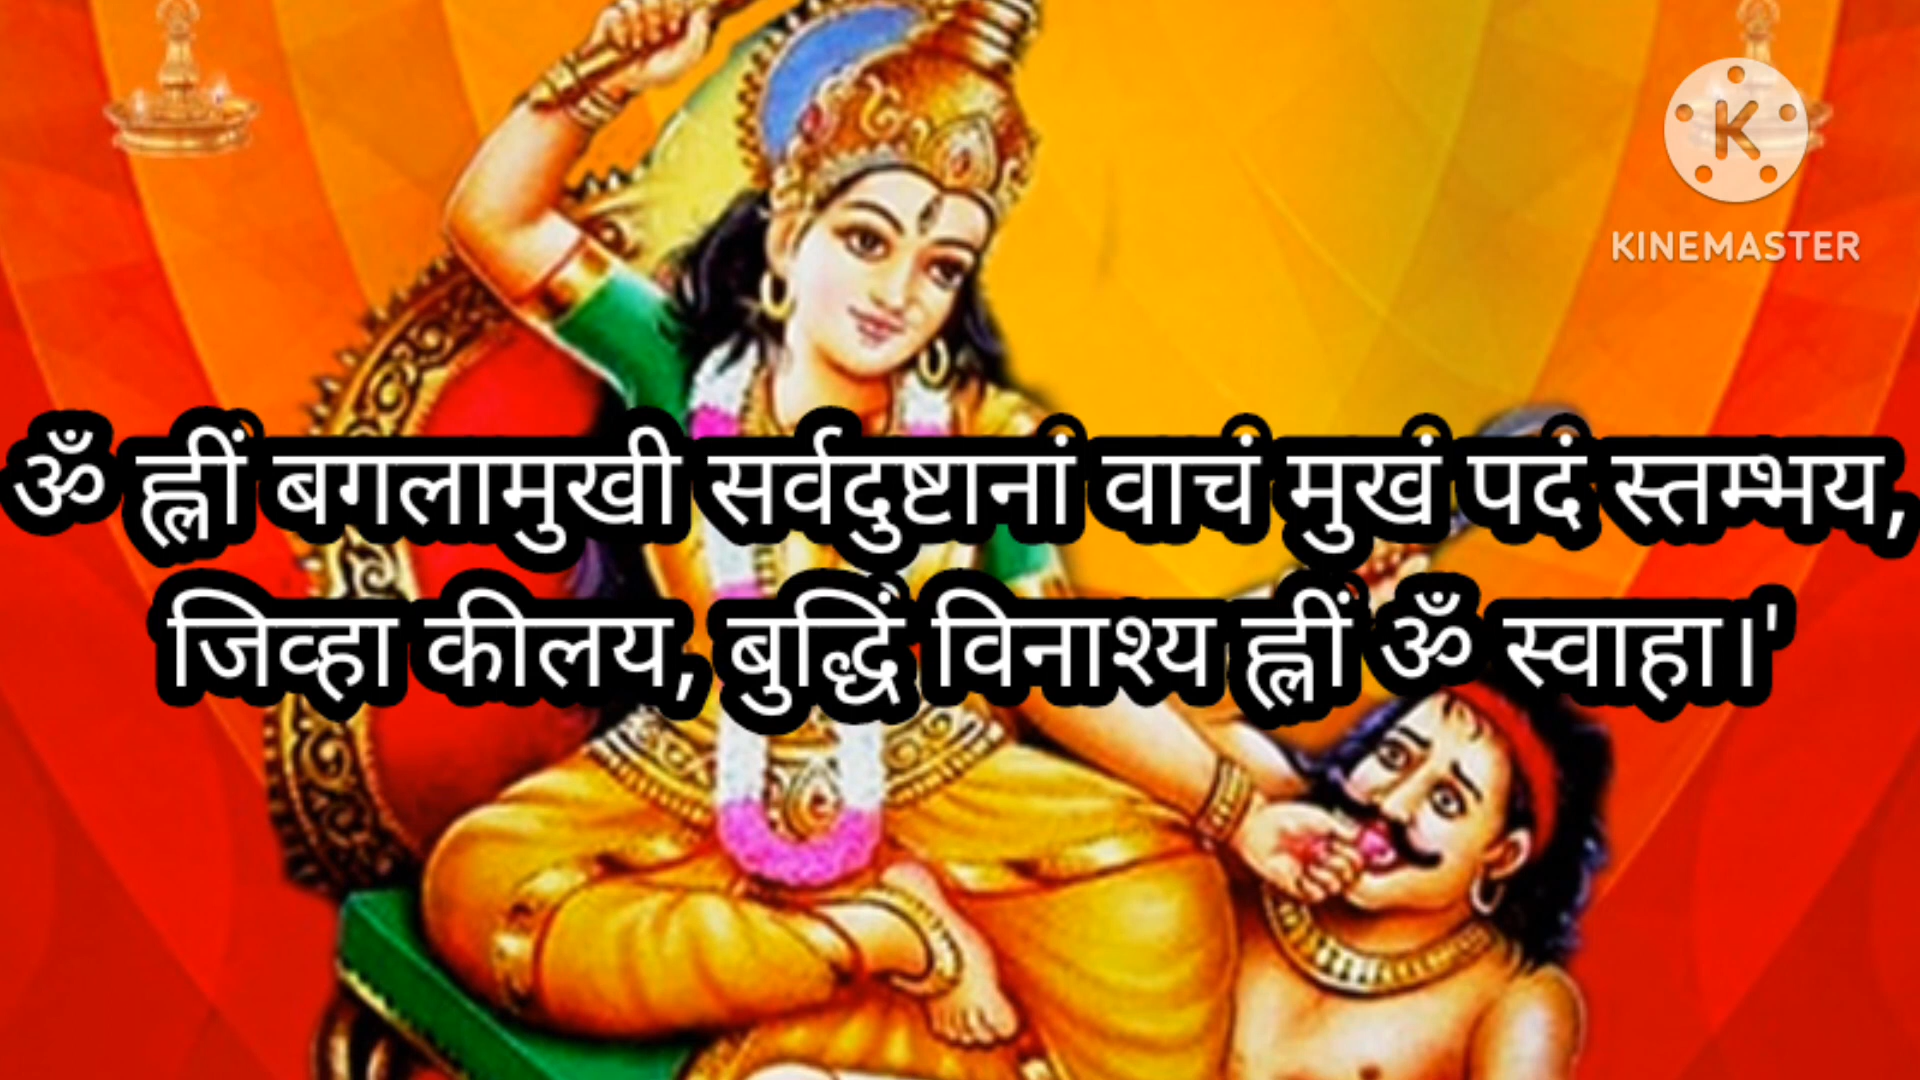 KINEMASTER
ॐ ह्लीं बगलामुखी सर्वदुष्टानां वाचं मुखं पदं स्तम्भय,
जिव्हा कीलय, बुद्धिं विनाश्य ह्लीं ॐ स्वाहा।'